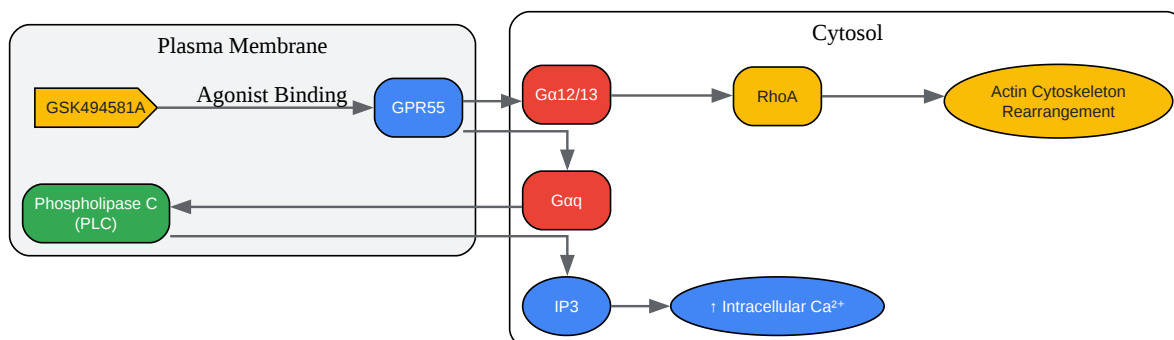 Plasma Membrane
Cytosol
GSK494581A
Agonist Binding
GPR55
Gα12/13
RhoA
Actin Cytoskeleton
Rearrangement
Phospholipase C
(PLC)
Gαq
IP3
↑ Intracellular Ca²⁺